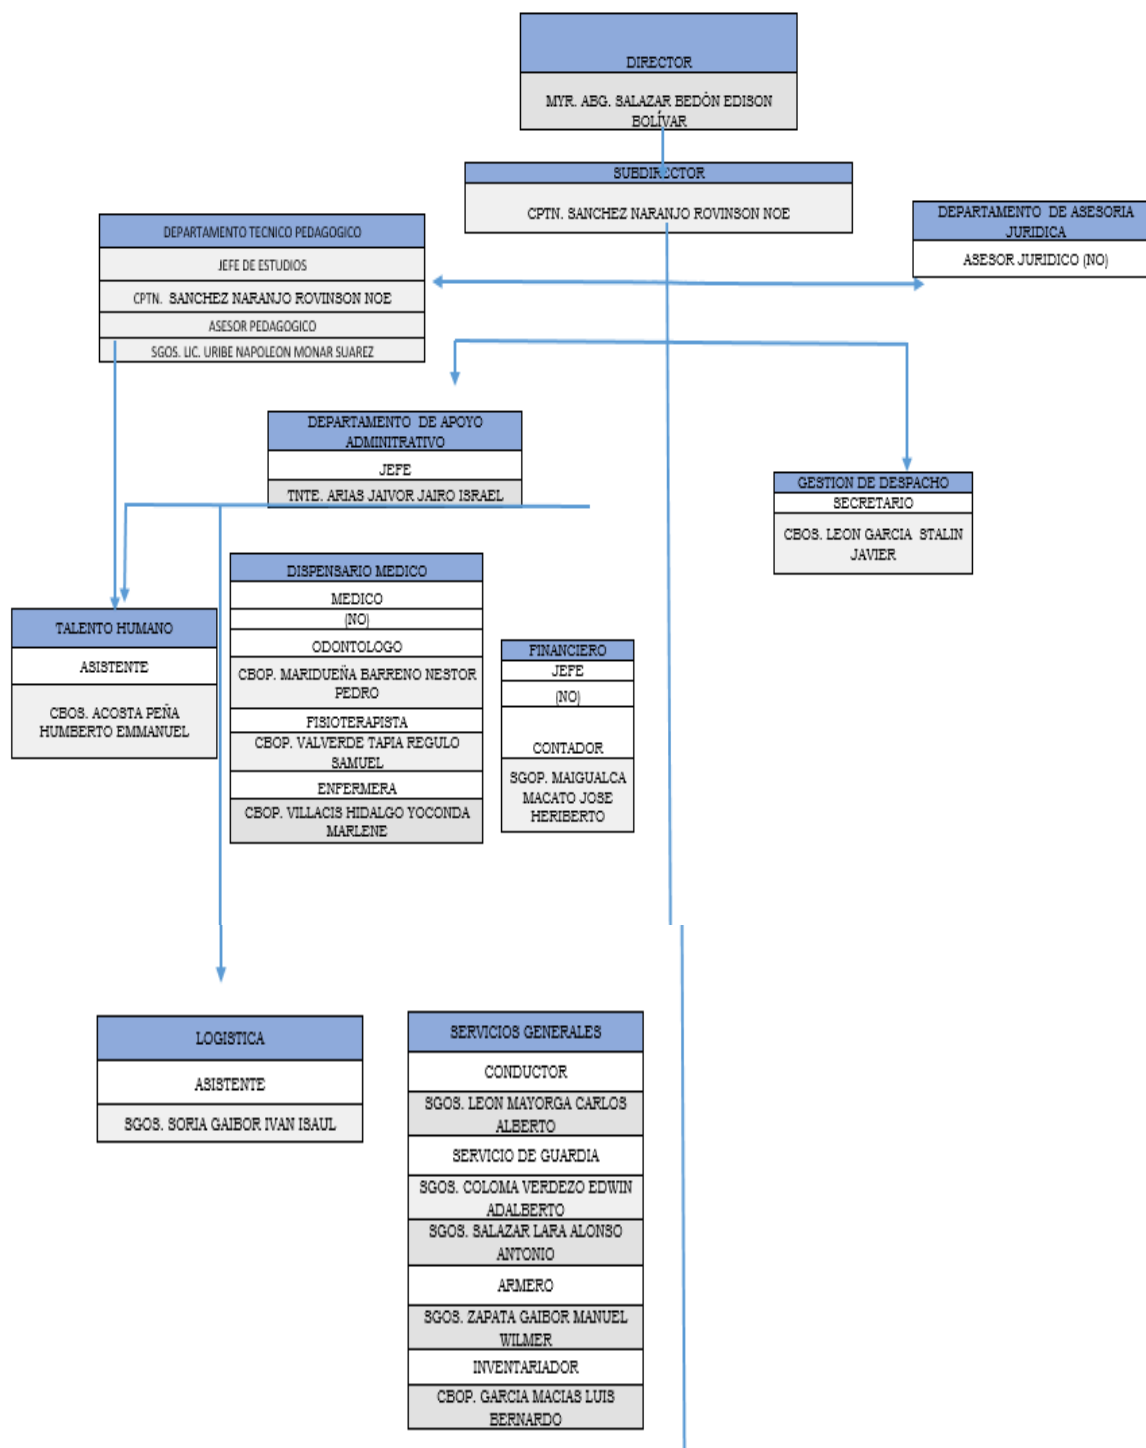 DIRECTOR
MYR. ABG. SALAZAR BEDÓN EDISON
BOLÍVAR
SUBDIRECTOR
CPTN. SANCHEZ NARANJO ROVINSON NOE
DEPARTAMENTO DE ASESORIA
JURIDICA
ASESOR JURIDICO (NO)
DEPARTAMENTO TECNICO PEDAGOGICO
JEFE DE ESTUDIOS
CPTN. SANCHEZ NARANJO ROVINSON NOE
ASESOR PEDAGOGICO
SGOS. LIC. URIBE NAPOLEON MONAR SUAREZ
DEPARTAMENTO DE APOYO
ADMINITRATIVO
JEFE
TNTE. ARIAS JAIVOR JAIRO ISRAEL
GESTION DE DESPACHO
SECRETARIO
CBOS. LEON GARCIA STALIN
JAVIER
TALENTO HUMANO
ASISTENTE
CBOS. ACOSTA PEÑA
HUMBERTO EMMANUEL
DISPENSARIO MEDICO
MEDICO
(NO)
ODONTOLOGO
CBOP. MARIDUEÑA BARRENO NESTOR
PEDRO
FISIOTERAPISTA
CBOP. VALVERDE TAPIA REGULO
SAMUEL
ENFERMERA
CBOP. VILLACIS HIDALGO YOCONDA
MARLENE
FINANCIERO
JEFE
(NO)
CONTADOR
SGOP. MAIGUALCA
MACATO JOSE
HERIBERTO
LOGISTICA
ASISTENTE
SGOS. SORIA GAIBOR IVAN ISAUL
SERVICIOS GENERALES
CONDUCTOR
SGOS. LEON MAYORGA CARLOS
ALBERTO
SERVICIO DE GUARDIA
SGOS. COLOMA VERDEZO EDWIN
ADALBERTO
SGOS. SALAZAR LARA ALONSO
ANTONIO
ARMERO
SGOS. ZAPATA GAIBOR MANUEL
WILMER
INVENTARIADOR
CBOP. GARCIA MACIAS LUIS
BERNARDO